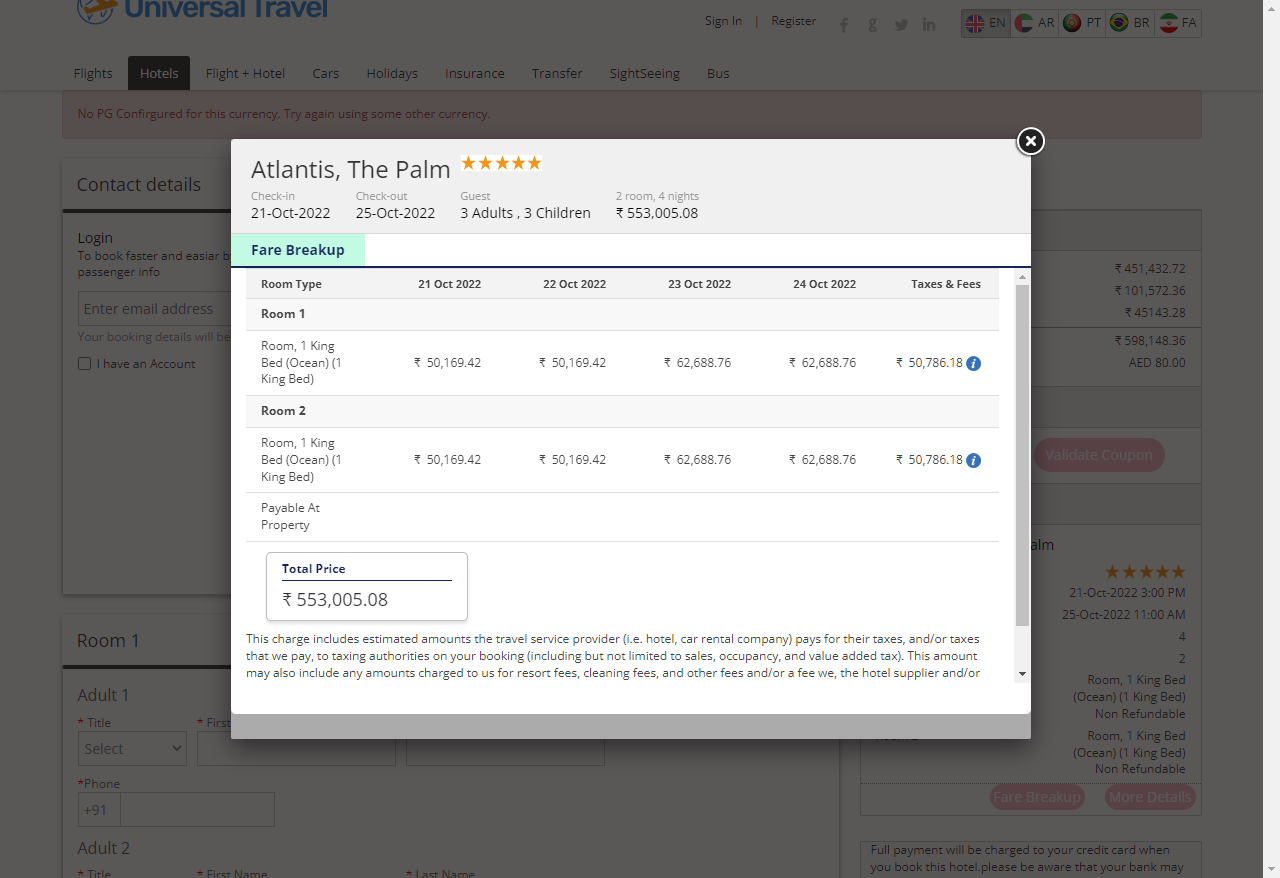 Universal Travel
Sign In | Register
EN AR PT BR FA
Flights Hotels Flight + Hotel Cars Holidays Insurance Transfer SightSeeing Bus
No PG Confirgured for this currency. Try again using some other currency.
Contact details
Login
To book faster and easiar b
passenger info
Enter email address
Your booking details will be
I have an Account
Atlantis, The Palm
Check-in Check-out Guest 2 room, 4 nights
21-Oct-2022 25-Oct-2022 3 Adults , 3 Children ₹ 553,005.08
Fare Breakup
Room Type 21 Oct 2022 22 Oct 2022 23 Oct 2022 24 Oct 2022 Taxes & Fees
Room 1
Room, 1 King
Bed (Ocean) (1
King Bed)
₹ 50,169.42 ₹ 50,169.42 ₹ 62,688.76 ₹ 62,688.76 ₹ 50,786.18 i
Room 2
Room, 1 King
Bed (Ocean) (1
King Bed)
₹ 50,169.42 ₹ 50,169.42 ₹ 62,688.76 ₹ 62,688.76 ₹ 50,786.18 i
Payable At
Property
Total Price
₹ 553,005.08
This charge includes estimated amounts the travel service provider (i.e. hotel, car rental company) pays for their taxes, and/or taxes
that we pay, to taxing authorities on your booking (including but not limited to sales, occupancy, and value added tax). This amount
may also include any amounts charged to us for resort fees, cleaning fees, and other fees and/or a fee we, the hotel supplier and/or
₹ 451,432.72
₹ 101,572.36
₹ 45143.28
₹ 598,148.36
AED 80.00
Validate Coupon
alm
21-Oct-2022 3:00 PM
25-Oct-2022 11:00 AM
4
2
Room, 1 King Bed
(Ocean) (1 King Bed)
Non Refundable
Room, 1 King Bed
(Ocean) (1 King Bed)
Non Refundable
Fare Breakup More Details
Full payment will be charged to your credit card when
you book this hotel.please be aware that your bank may
Room 1
Adult 1
* Title * First
Select
*Phone
+91
Adult 2
* Title * First Name * Last Name